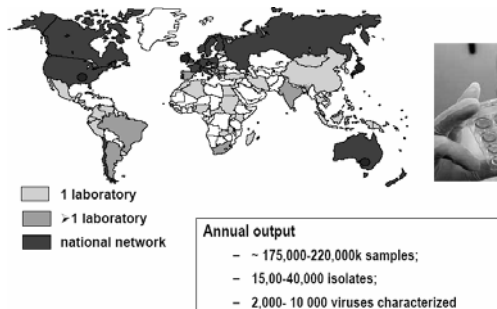 1 laboratory
➢1 laboratory
national network
Annual output
– ~ 175,000-220,000k samples;
– 15,00-40,000 isolates;
– 2,000- 10 000 viruses characterized